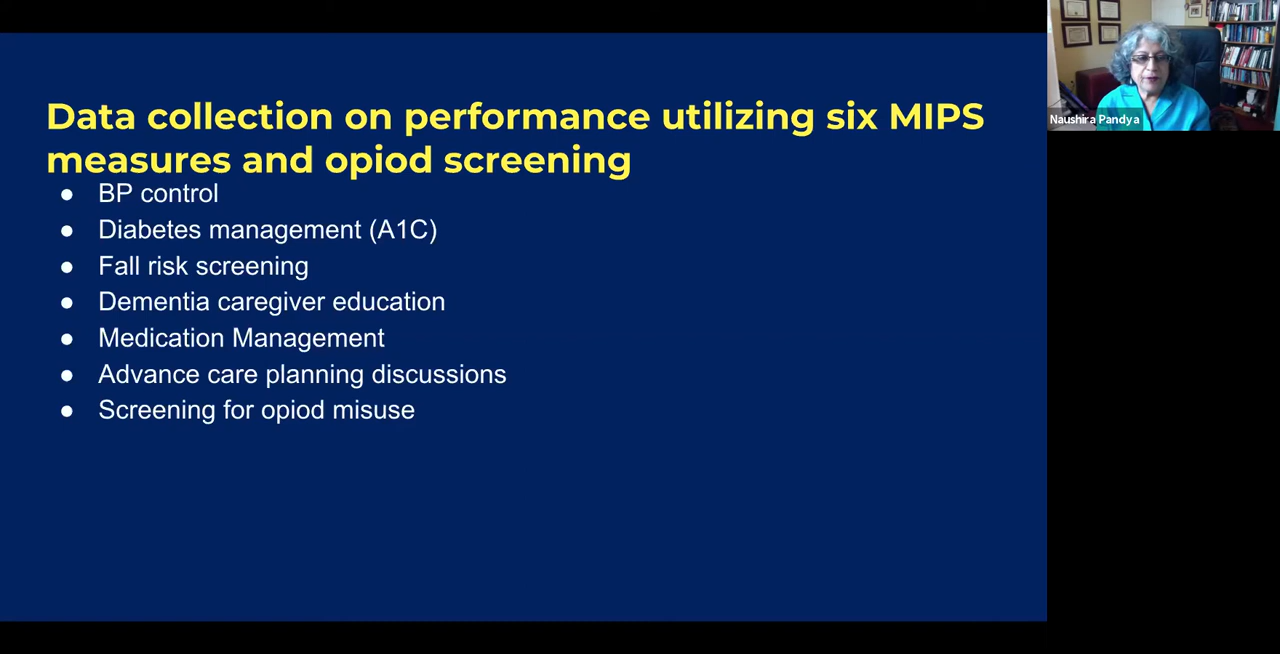 Data collection on performance utilizing six MIPS
measures and opiod screening
● BP control
● Diabetes management (A1C)
● Fall risk screening
● Dementia caregiver education
● Medication Management
● Advance care planning discussions
● Screening for opiod misuse
Naushira Pandya